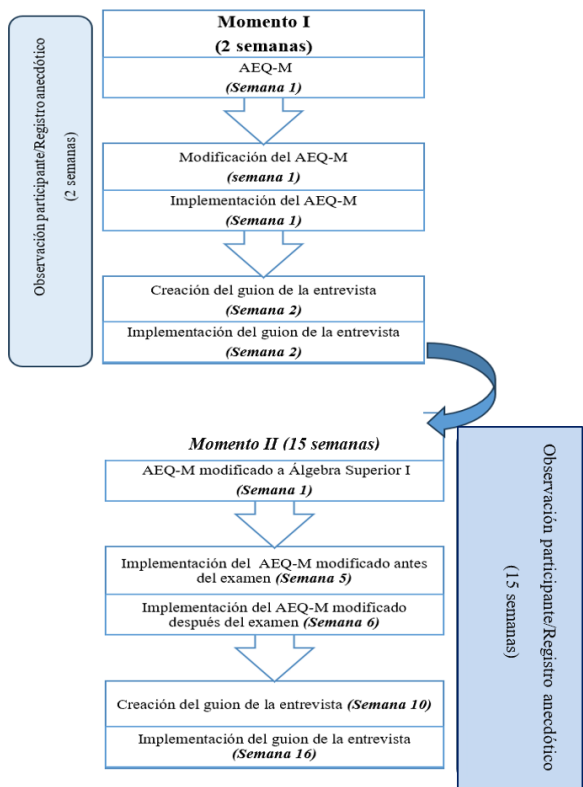 Observación participante/Registro anecdótico
(2 semanas)
Momento I
(2 semanas)
AEQ-M
(Semana 1)
Modificación del AEQ-M
(semana 1)
Implementación del AEQ-M
(Semana 1)
Creación del guion de la entrevista
(Semana 2)
Implementación del guion de la entrevista
(Semana 2)
Momento II (15 semanas)
AEQ-M modificado a Álgebra Superior I
(Semana 1)
Implementación del AEQ-M modificado antes
del examen (Semana 5)
Implementación del AEQ-M modificado
después del examen (Semana 6)
Creación del guion de la entrevista (Semana 10)
Implementación del guion de la entrevista
(Semana 16)
Observación participante/Registro anecdótico
(15 semanas)